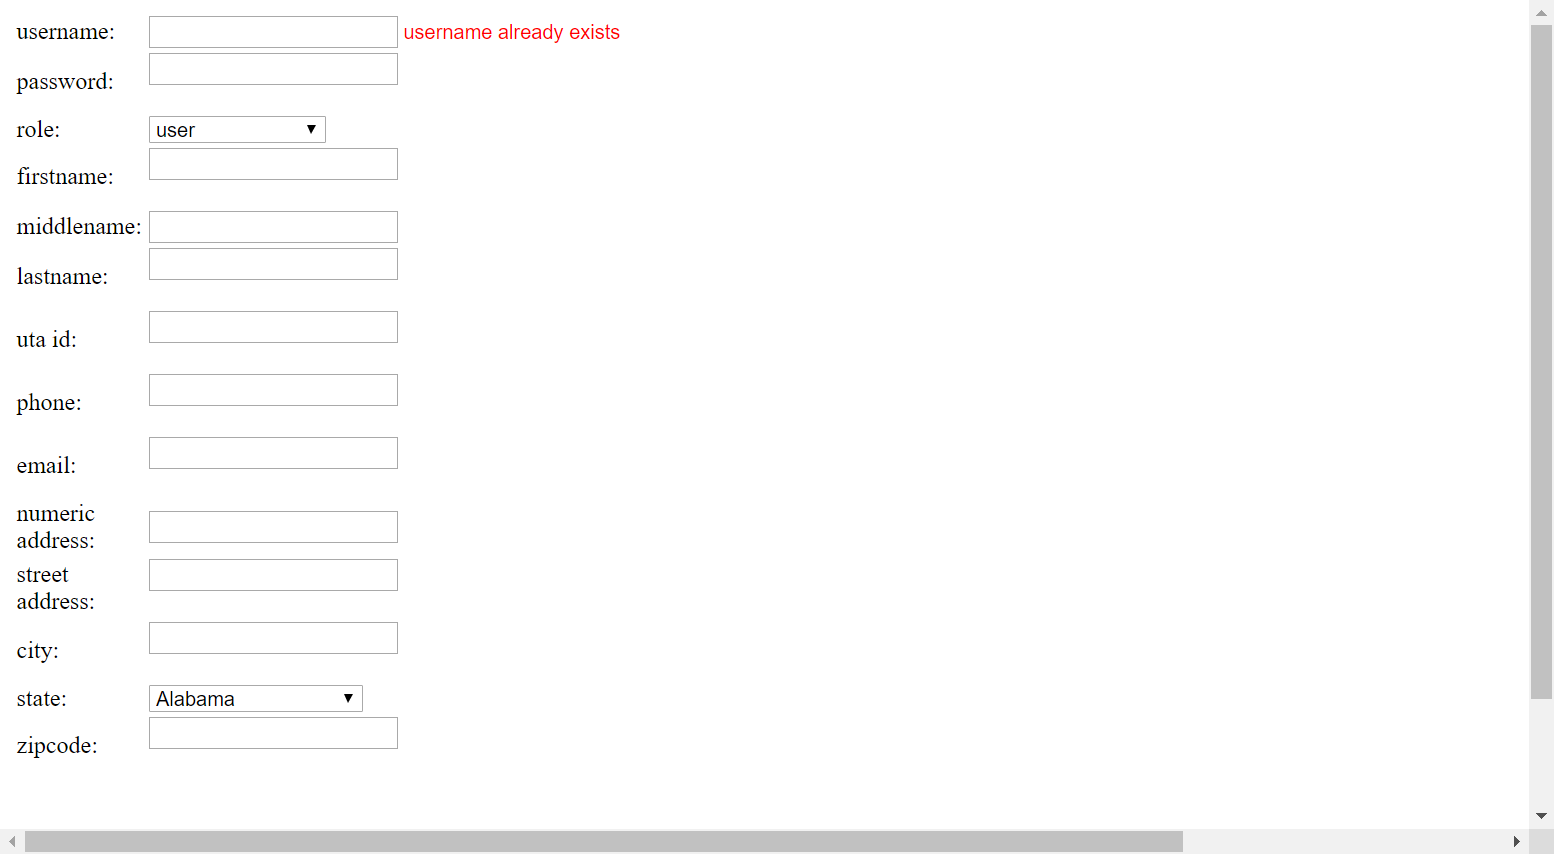 username: username already exists
password:
role: user
firstname:
middlename:
lastname:
uta id:
phone:
email:
numeric
address:
street
address:
city:
state: Alabama
zipcode: